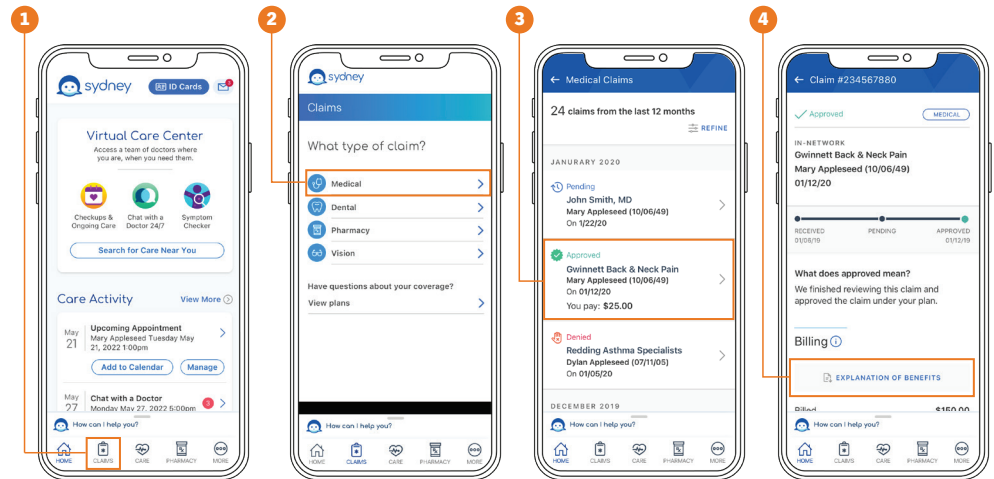 1
sydney
ID Cards
3
Virtual Care Center
Access a team of doctors where
you are, when you need them.
Checkups &
Ongoing Care
Chat with a
Doctor 24/7
Symptom
Checker
Search for Care Near You
Care Activity
View More
May
21
Upcoming Appointment
Mary Appleseed Tuesday May
21, 2022 1:00pm
Add to Calendar
Manage
May
27
Chat with a Doctor
Monday May 27, 2022 5:00pm
3
How can I help you?
HOME
CLAIMS
CARE
PHARMACY
MORE
2
sydney
Claims
What type of claim?
Medical
Dental
Pharmacy
Vision
Have questions about your coverage?
View plans
How can I help you?
HOME
CLAIMS
CARE
PHARMACY
MORE
3
Medical Claims
24 claims from the last 12 months
REFINE
JANURARY 2020
Pending
John Smith, MD
Mary Appleseed (10/06/49)
On 1/22/20
Approved
Gwinnett Back & Neck Pain
Mary Appleseed (10/06/49)
On 01/12/20
You pay: $25.00
Denied
Redding Asthma Specialists
Dylan Appleseed (07/11/05)
On 01/05/20
DECEMBER 2019
How can I help you?
HOME
CLAIMS
CARE
PHARMACY
MORE
4
Claim #234567880
Approved
MEDICAL
IN-NETWORK
Gwinnett Back & Neck Pain
Mary Appleseed (10/06/49)
01/12/20
RECEIVED
01/06/19
PENDING
APPROVED
01/12/19
What does approved mean?
We finished reviewing this claim and
approved the claim under your plan.
Billing
EXPLANATION OF BENEFITS
Billed
$150.00
How can I help you?
HOME
CLAIMS
CARE
PHARMACY
MORE